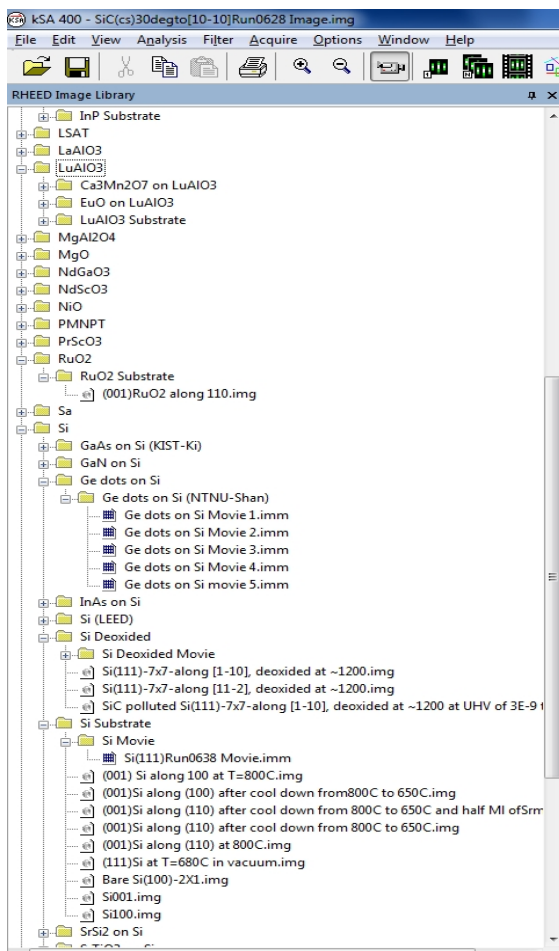 kSA 400 - SiC(cs)30degto[10-10]Run0628 Image.img
File Edit View Analysis Filter Acquire Options Window Help
RHEED Image Library
InP Substrate
LSAT
LaAlO3
LuAlO3
Ca3Mn2O7 on LuAlO3
EuO on LuAlO3
LuAlO3 Substrate
MgAl2O4
MgO
NdGaO3
NdScO3
NiO
PMNPT
PrScO3
RuO2
RuO2 Substrate
(001)RuO2 along 110.img
Sa
Si
GaAs on Si (KIST-Ki)
GaN on Si
Ge dots on Si
Ge dots on Si (NTNU-Shan)
Ge dots on Si Movie 1.imm
Ge dots on Si Movie 2.imm
Ge dots on Si Movie 3.imm
Ge dots on Si Movie 4.imm
Ge dots on Si movie 5.imm
InAs on Si
Si (LEED)
Si Deoxided
Si Deoxided Movie
Si(111)-7x7-along [1-10], deoxided at ~1200.img
Si(111)-7x7-along [11-2], deoxided at ~1200.img
SiC polluted Si(111)-7x7-along [1-10], deoxided at ~1200 at UHV of 3E-9 t
Si Substrate
Si Movie
Si(111)Run0638 Movie.imm
(001) Si along 100 at T=800C.img
(001)Si along (100) after cool down from800C to 650C.img
(001)Si along (110) after cool down from 800C to 650C and half Ml ofSrm
(001)Si along (110) after cool down from 800C to 650C.img
(001)Si along (110) at 800C.img
(111)Si at T=680C in vacuum.img
Bare Si(100)-2X1.img
Si001.img
Si100.img
SrSi2 on Si